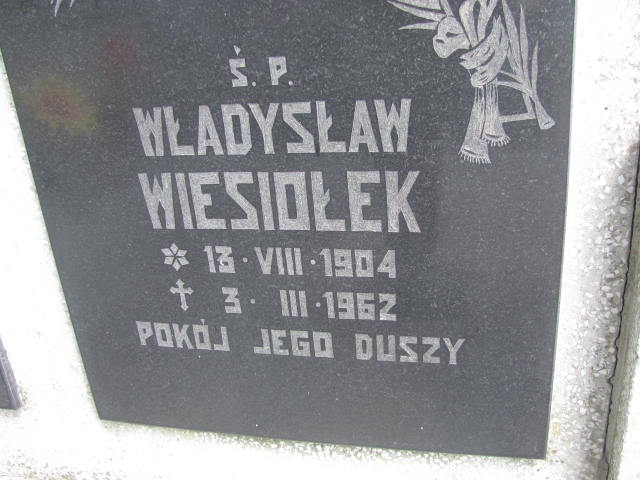 Ś. P.
WŁADYSŁAW
WIESIOŁEK
13·VIII·1904
3· III·1962
POKÓJ JEGO DUSZY